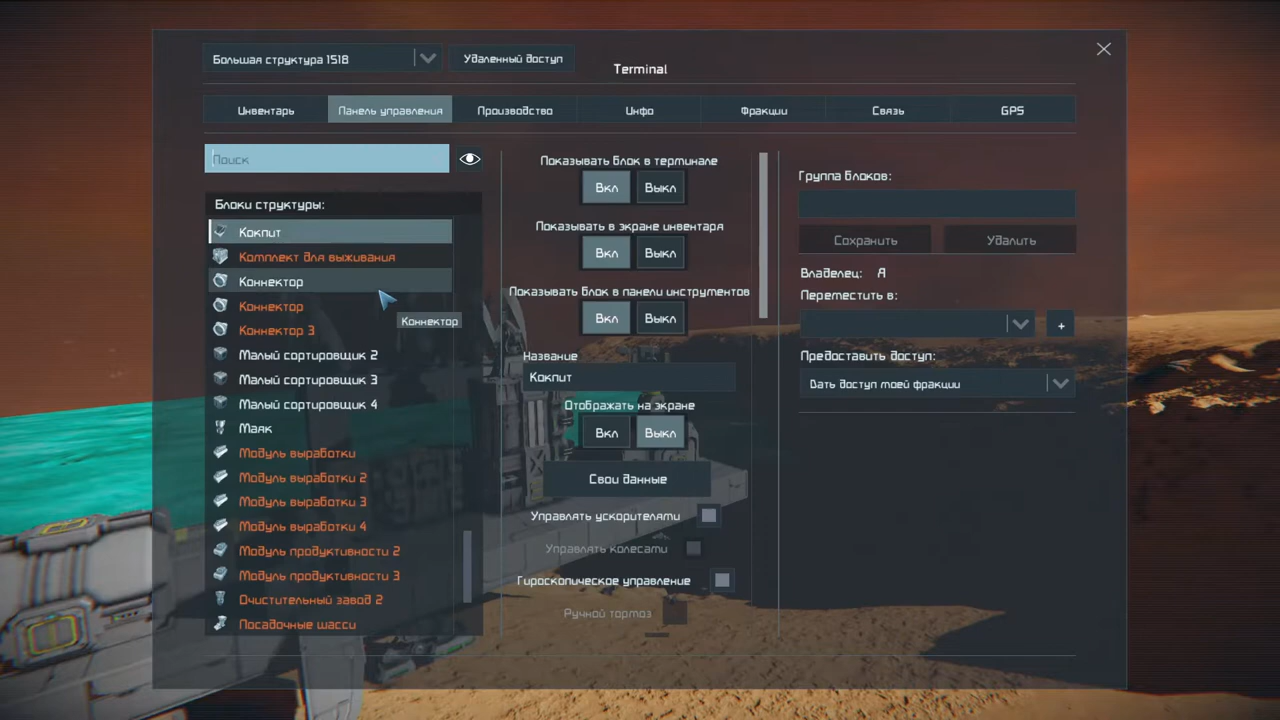 Большая структура 1518
Удаленный доступ
Terminal
Инвентарь
Панель управления
Производство
Инфо
Фракции
Связь
GPS
Поиск
Блоки структуры:
Кокпит
Комплект для выживания
Коннектор
Коннектор
Коннектор 3
Малый сортировщик 2
Малый сортировщик 3
Малый сортировщик 4
Маяк
Модуль выработки
Модуль выработки 2
Модуль выработки 3
Модуль выработки 4
Модуль продуктивности 2
Модуль продуктивности 3
Очистительный завод 2
Посадочные шасси
Коннектор
Показывать блок в терминале
Вкл Выкл
Показывать в экране инвентаря
Вкл Выкл
Показывать блок в панели инструментов
Вкл Выкл
Название
Кокпит
Отображать на экране
Вкл Выкл
Свои данные
Управлять ускорителями
Управлять колесами
Гироскопическое управление
Ручной тормоз
Группа блоков:
Сохранить
Удалить
Владелец: A
Переместить в:
+
Предоставить доступ:
Дать доступ моей фракции